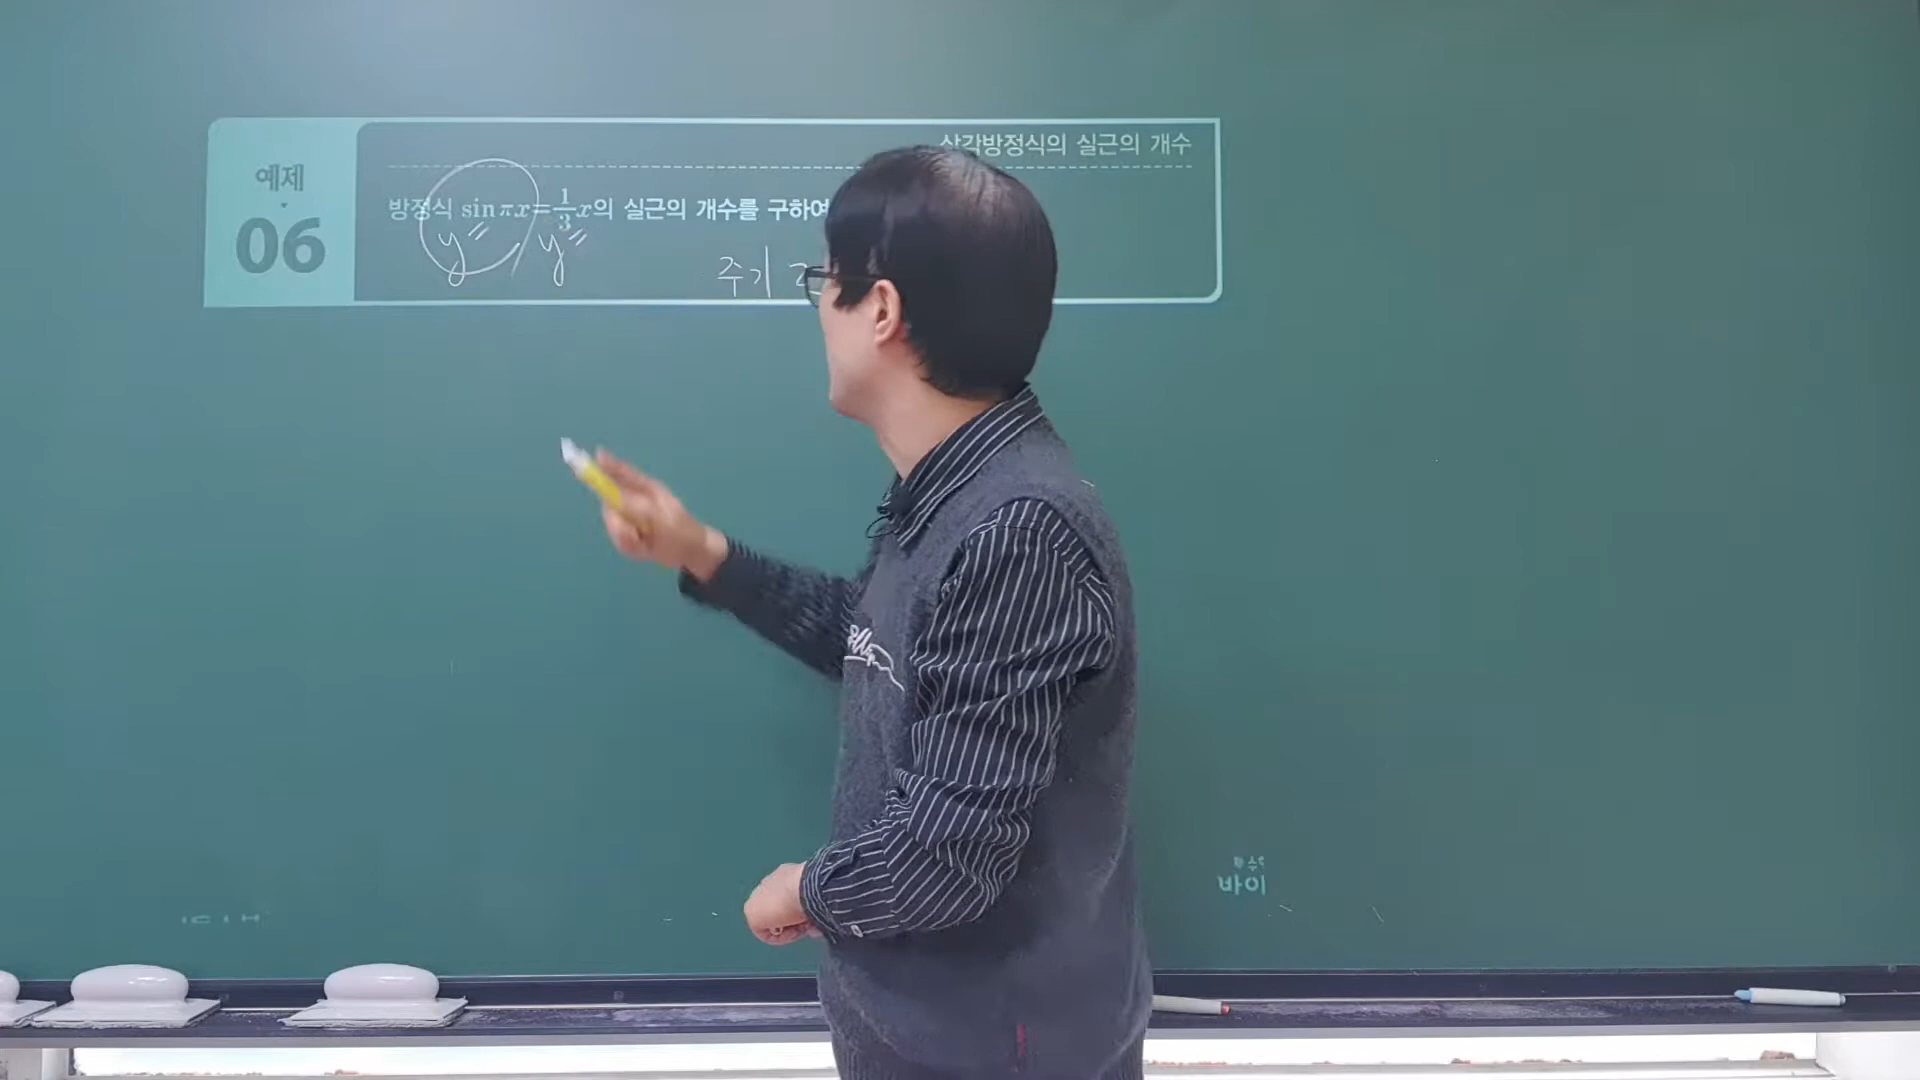 삼각방정식의 실근의 개수
예제
06
방정식 sin πx = 1/3 x의 실근의 개수를 구하여
y" y"
주기 2
바이